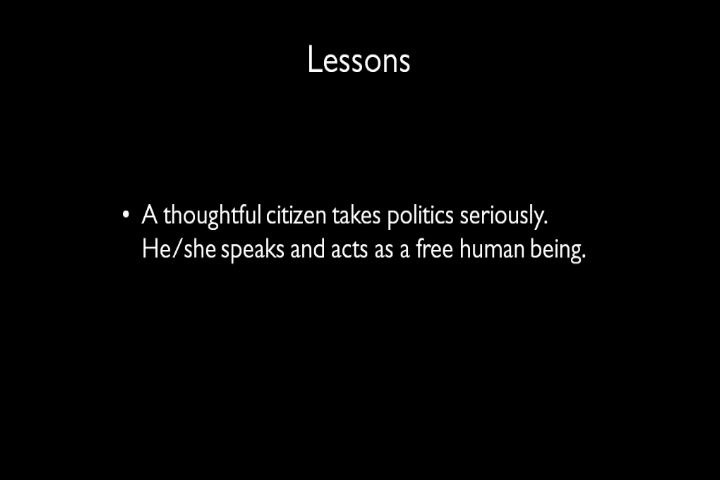 Lessons
• A thoughtful citizen takes politics seriously.
He/she speaks and acts as a free human being.